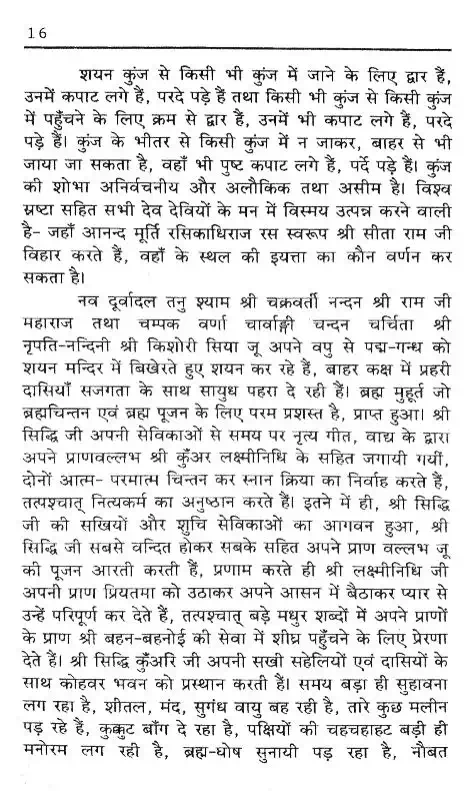 16
शयन कुंज से किसी भी कुंज में जाने के लिए द्वार हैं,
उनमें कपाट लगे हैं, परदे पड़े हैं तथा किसी भी कुंज से किसी कुंज
में पहुँचने के लिए क्रम से द्वार हैं, उनमें भी कपाट लगे हैं, परदे
पड़े हैं। कुंज के भीतर से किसी कुंज में न जाकर, बाहर से भी
जाया जा सकता है, वहाँ भी पुष्ट कपाट लगे हैं, पर्दे पड़े हैं। कुंज
की शोभा अनिर्वचनीय और अलौकिक तथा असीम है। विश्व
स्रष्टा सहित सभी देव देवियों के मन में विस्मय उत्पन्न करने वाली
है- जहाँ आनन्द मूर्ति रसिकाधिराज रस स्वरूप श्री सीता राम जी
विहार करते हैं, वहाँ के स्थल की इयत्ता का कौन वर्णन कर
सकता है।
नव दूर्वादल तनु श्याम श्री चक्रवर्ती नन्दन श्री राम जी
महाराज तथा चम्पक वर्णा चार्वाङ्गी चन्दन चर्चिता श्री
नृपति-नन्दिनी श्री किशोरी सिया जू अपने वपु से पद्म-गन्ध को
शयन मन्दिर में बिखेरते हुए शयन कर रहे हैं, बाहर कक्ष में प्रहरी
दासियाँ सजगता के साथ सायुध पहरा दे रही हैं। ब्रह्म मुहूर्त जो
ब्रह्मचिन्तन एवं ब्रह्म पूजन के लिए परम प्रशस्त है, प्राप्त हुआ। श्री
सिद्धि जी अपनी सेविकाओं से समय पर नृत्य गीत, वाद्य के द्वारा
अपने प्राणवल्लभ श्री कुँअर लक्ष्मीनिधि के सहित जगायी गयीं,
दोनों आत्म- परमात्म चिन्तन कर स्नान क्रिया का निर्वाह करते हैं,
तत्पश्चात् नित्यकर्म का अनुष्ठान करते हैं। इतने में ही, श्री सिद्धि
जी की सखियों और शुचि सेविकाओं का आगवन हुआ, श्री
सिद्धि जी सबसे वन्दित होकर सबके सहित अपने प्राण वल्लभ जू
की पूजन आरती करती हैं, प्रणाम करते ही श्री लक्ष्मीनिधि जी
अपनी प्राण प्रियतमा को उठाकर अपने आसन में बैठाकर प्यार से
उन्हें परिपूर्ण कर देते हैं, तत्पश्चात् बड़े मधुर शब्दों में अपने प्राणों
के प्राण श्री बहन-बहनोई की सेवा में शीघ्र पहुँचने के लिए प्रेरणा
देते हैं। श्री सिद्धि कुँअरि जी अपनी सखी सहेलियों एवं दासियों के
साथ कोहवर भवन को प्रस्थान करती हैं। समय बड़ा ही सुहावना
लग रहा है, शीतल, मंद, सुगंध वायु बह रही है, तारे कुछ मलीन
पड़ रहे हैं, कुक्कुट बाँग दे रहा है, पक्षियों की चहचहाहट बड़ी ही
मनोरम लग रही है, ब्रह्म-घोष सुनायी पड़ रहा है, नौबत